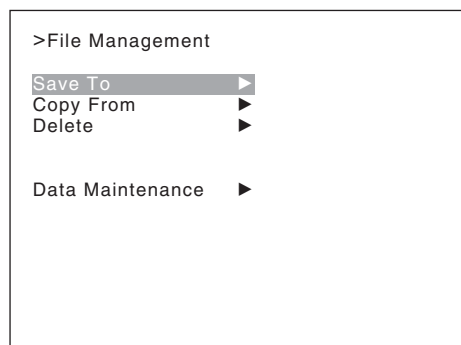 >File Management
Save To ▶
Copy From ▶
Delete ▶
Data Maintenance ▶